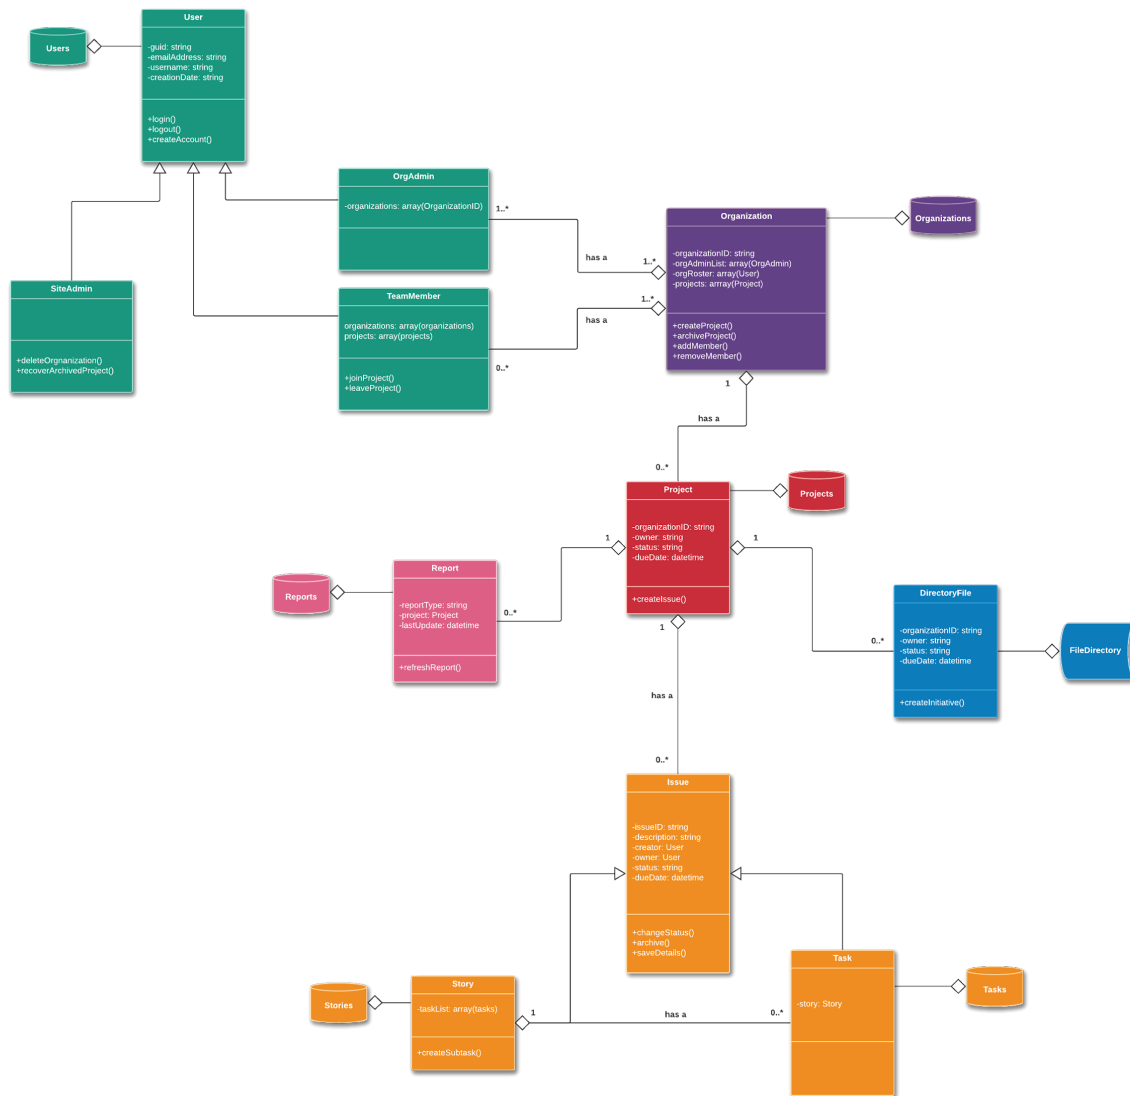 User
Users
-guid: string
-emailAddress: string
-username: string
-creationDate: string
+login()
+logout()
+createAccount()
OrgAdmin
-organizations: array(OrganizationID)
1..*
has a
1..*
Organization
-organizationID: string
-orgAdminList: array(OrgAdmin)
-orgRoster: array(User)
-projects: arrray(Project)
+createProject()
+archiveProject()
+addMember()
+removeMember()
Organizations
SiteAdmin
+deleteOrgnanization()
+recoverArchivedProject()
TeamMember
organizations: array(organizations)
projects: array(projects)
+joinProject()
+leaveProject()
1..*
has a
0..*
1
has a
0..*
Project
-organizationID: string
-owner: string
-status: string
-dueDate: datetime
+createIssue()
Projects
1
1
Report
-reportType: string
-project: Project
-lastUpdate: datetime
+refreshReport()
Reports
0..*
DirectoryFile
-organizationID: string
-owner: string
-status: string
-dueDate: datetime
+createInitiative()
0..*
FileDirectory
1
has a
0..*
Issue
-issueID: string
-description: string
-creator: User
-owner: User
-status: string
-dueDate: datetime
+changeStatus()
+archive()
+saveDetails()
Story
-taskList: array(tasks)
+createSubtask()
Stories
1
has a
0..*
Task
-story: Story
Tasks